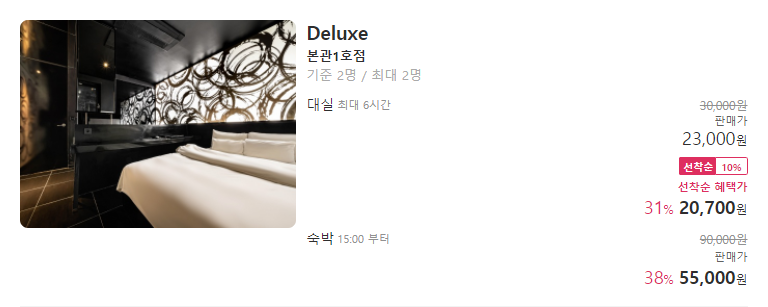 Deluxe
본관1호점
기준 2명 / 최대 2명
대실 최대 6시간
30,000원
판매가
23,000원
선착순 10%
선착순 혜택가
31% 20,700원
숙박 15:00 부터
90,000원
판매가
38% 55,000원